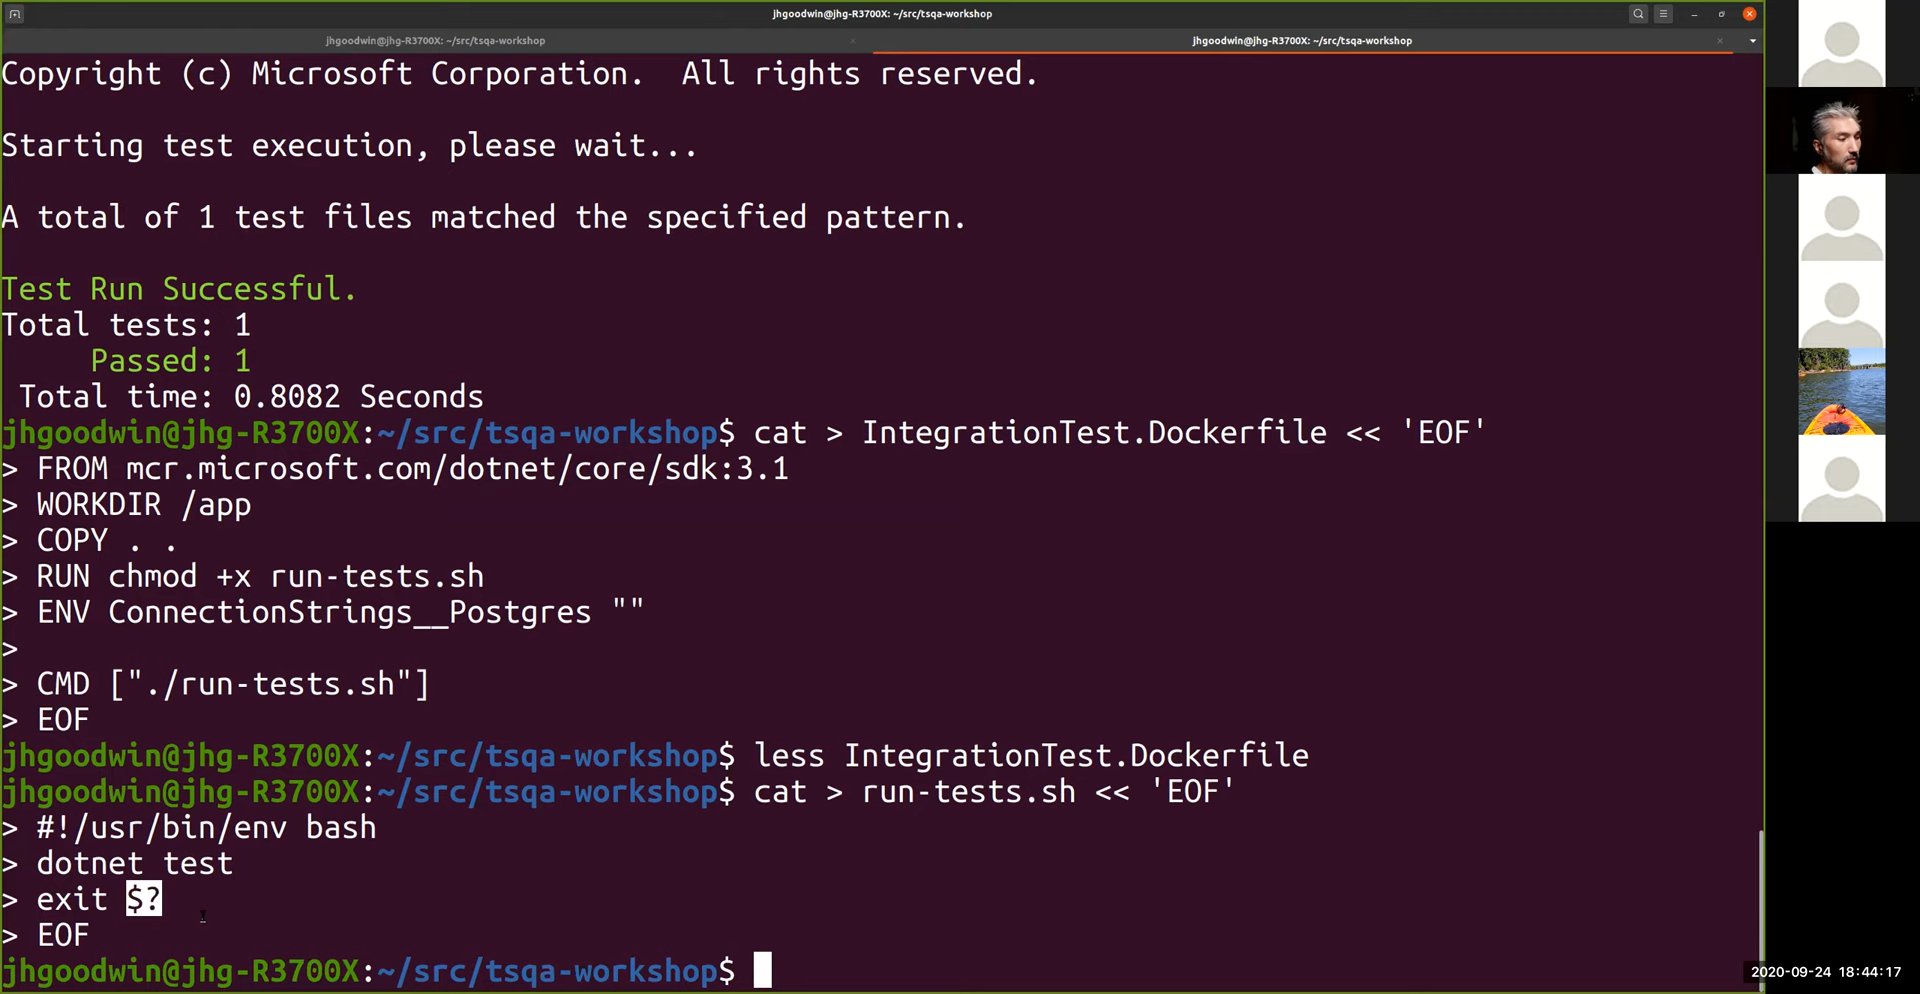 jhgoodwin@jhg-R3700X: ~/src/tsqa-workshop
jhgoodwin@jhg-R3700X: ~/src/tsqa-workshop
jhgoodwin@jhg-R3700X: ~/src/tsqa-workshop
Copyright (c) Microsoft Corporation.  All rights reserved.
Starting test execution, please wait...
A total of 1 test files matched the specified pattern.
Test Run Successful.
Total tests: 1
     Passed: 1
 Total time: 0.8082 Seconds
jhgoodwin@jhg-R3700X:~/src/tsqa-workshop$ cat > IntegrationTest.Dockerfile << 'EOF'
> FROM mcr.microsoft.com/dotnet/core/sdk:3.1
> WORKDIR /app
> COPY . .
> RUN chmod +x run-tests.sh
> ENV ConnectionStrings__Postgres ""
>
> CMD ["./run-tests.sh"]
> EOF
jhgoodwin@jhg-R3700X:~/src/tsqa-workshop$ less IntegrationTest.Dockerfile
jhgoodwin@jhg-R3700X:~/src/tsqa-workshop$ cat > run-tests.sh << 'EOF'
> #!/usr/bin/env bash
> dotnet test
> exit $?
> EOF
jhgoodwin@jhg-R3700X:~/src/tsqa-workshop$
2020-09-24 18:44:17